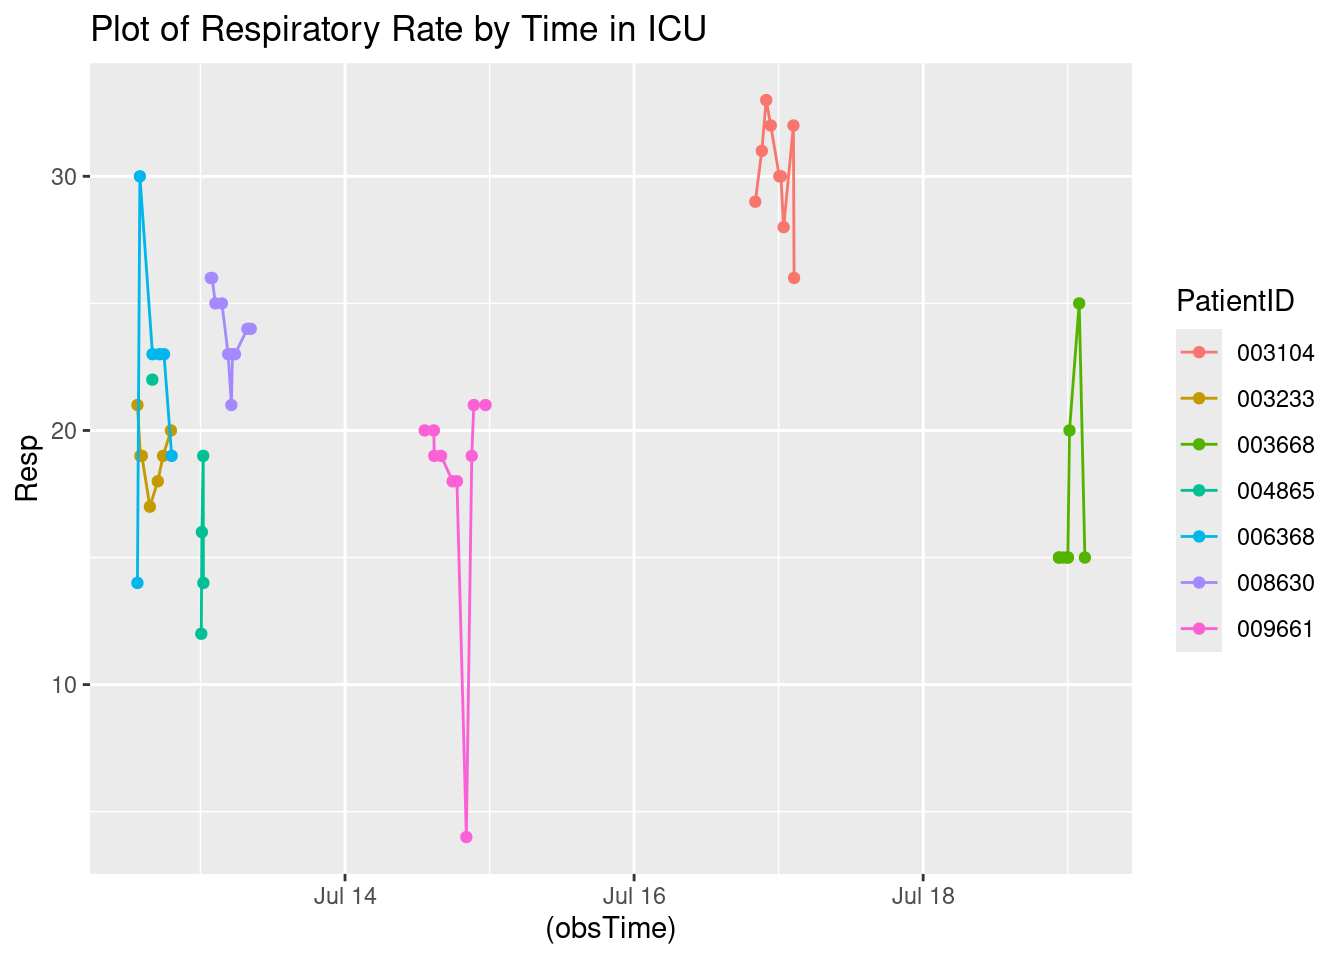 Plot of Respiratory Rate by Time in ICU
Resp
30
20
10
Jul 14
Jul 16
Jul 18
(obsTime)
PatientID
003104
003233
003668
004865
006368
008630
009661